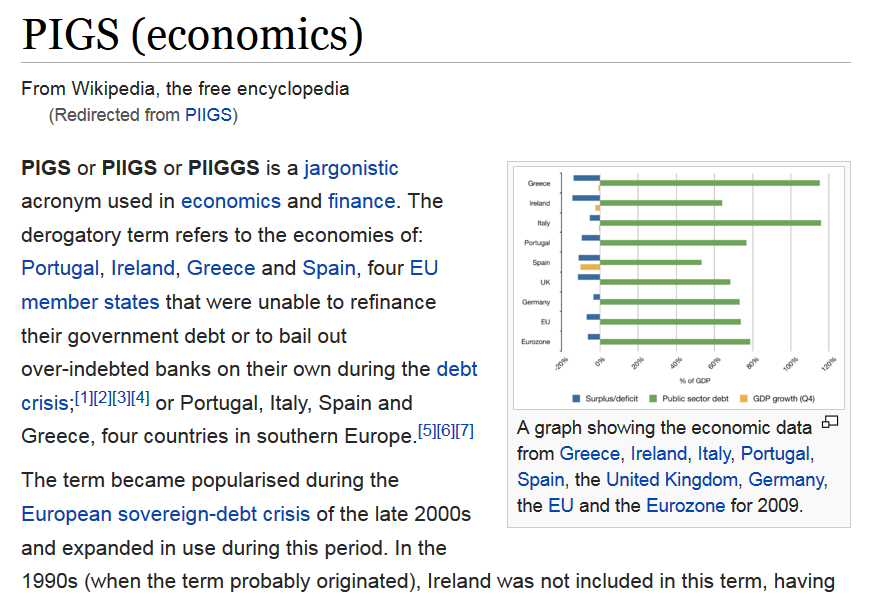 PIGS (economics)
From Wikipedia, the free encyclopedia
(Redirected from PIIGS)
PIGS or PIIGS or PIIGGS is a jargonistic
acronym used in economics and finance. The
derogatory term refers to the economies of:
Portugal, Ireland, Greece and Spain, four EU
member states that were unable to refinance
their government debt or to bail out
over-indebted banks on their own during the debt
crisis;[1][2][3][4] or Portugal, Italy, Spain and
Greece, four countries in southern Europe.[5][6][7]
The term became popularised during the
European sovereign-debt crisis of the late 2000s
and expanded in use during this period. In the
1990s (when the term probably originated), Ireland was not included in this term, having
Greece
Ireland
Italy
Portugal
Spain
UK
Germany
EU
Eurozone
-20% 0% 20% 40% 60% 80% 100% 120%
% of GDP
Surplus/deficit Public sector debt GDP growth (Q4)
A graph showing the economic data
from Greece, Ireland, Italy, Portugal,
Spain, the United Kingdom, Germany,
the EU and the Eurozone for 2009.